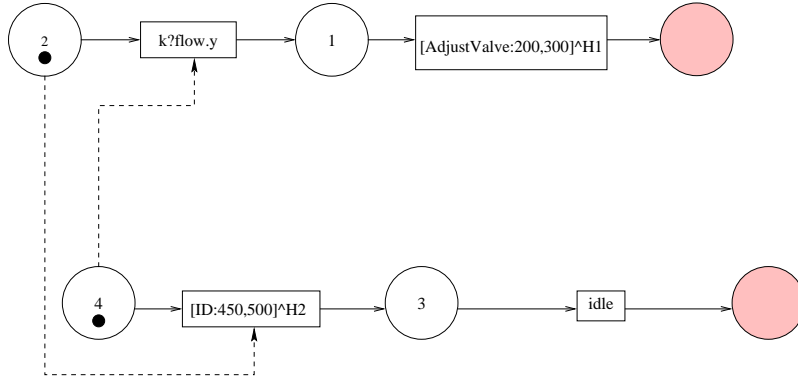 2
k?flow.y
1
[AdjustValve:200,300]^H1
4
[ID:450,500]^H2
3
idle